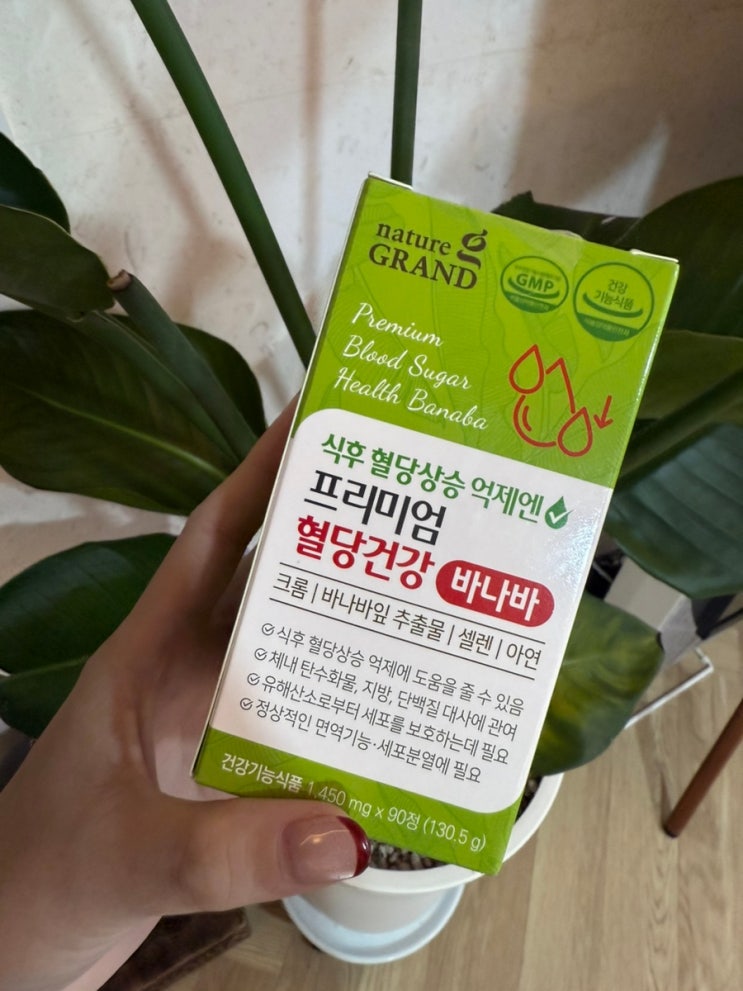 nature
GRAND
GMP
건강
기능식품
Premium
Blood Sugar
Health Banaba
식후 혈당상승 억제엔
프리미엄
혈당건강 바나바
크롬 | 바나바잎 추출물 | 셀렌 | 아연
식후 혈당상승 억제에 도움을 줄 수 있음
체내 탄수화물, 지방, 단백질 대사에 관여
유해산소로부터 세포를 보호하는데 필요
정상적인 면역기능·세포분열에 필요
건강기능식품 1,450 mg x 90정 (130.5 g)